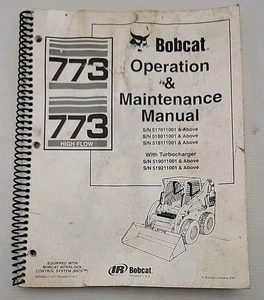 Bobcat
773
773
HIGH FLOW
Operation
&
Maintenance
Manual
S/N 517611001 & Above
S/N 518011001 & Above
S/N 518111001 & Above
With Turbocharger
S/N 519011001 & Above
S/N 519211001 & Above
EQUIPPED WITH
BOBCAT INTERLOCK
CONTROL SYSTEM (BICS™)
IR Bobcat